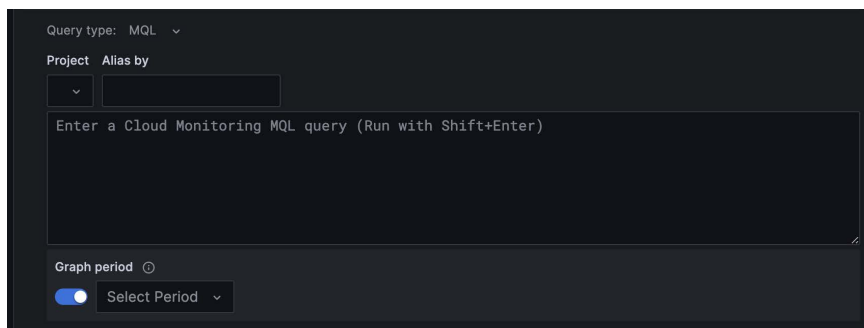 Query type: MQL
Project Alias by
Enter a Cloud Monitoring MQL query (Run with Shift+Enter)
Graph period
Select Period